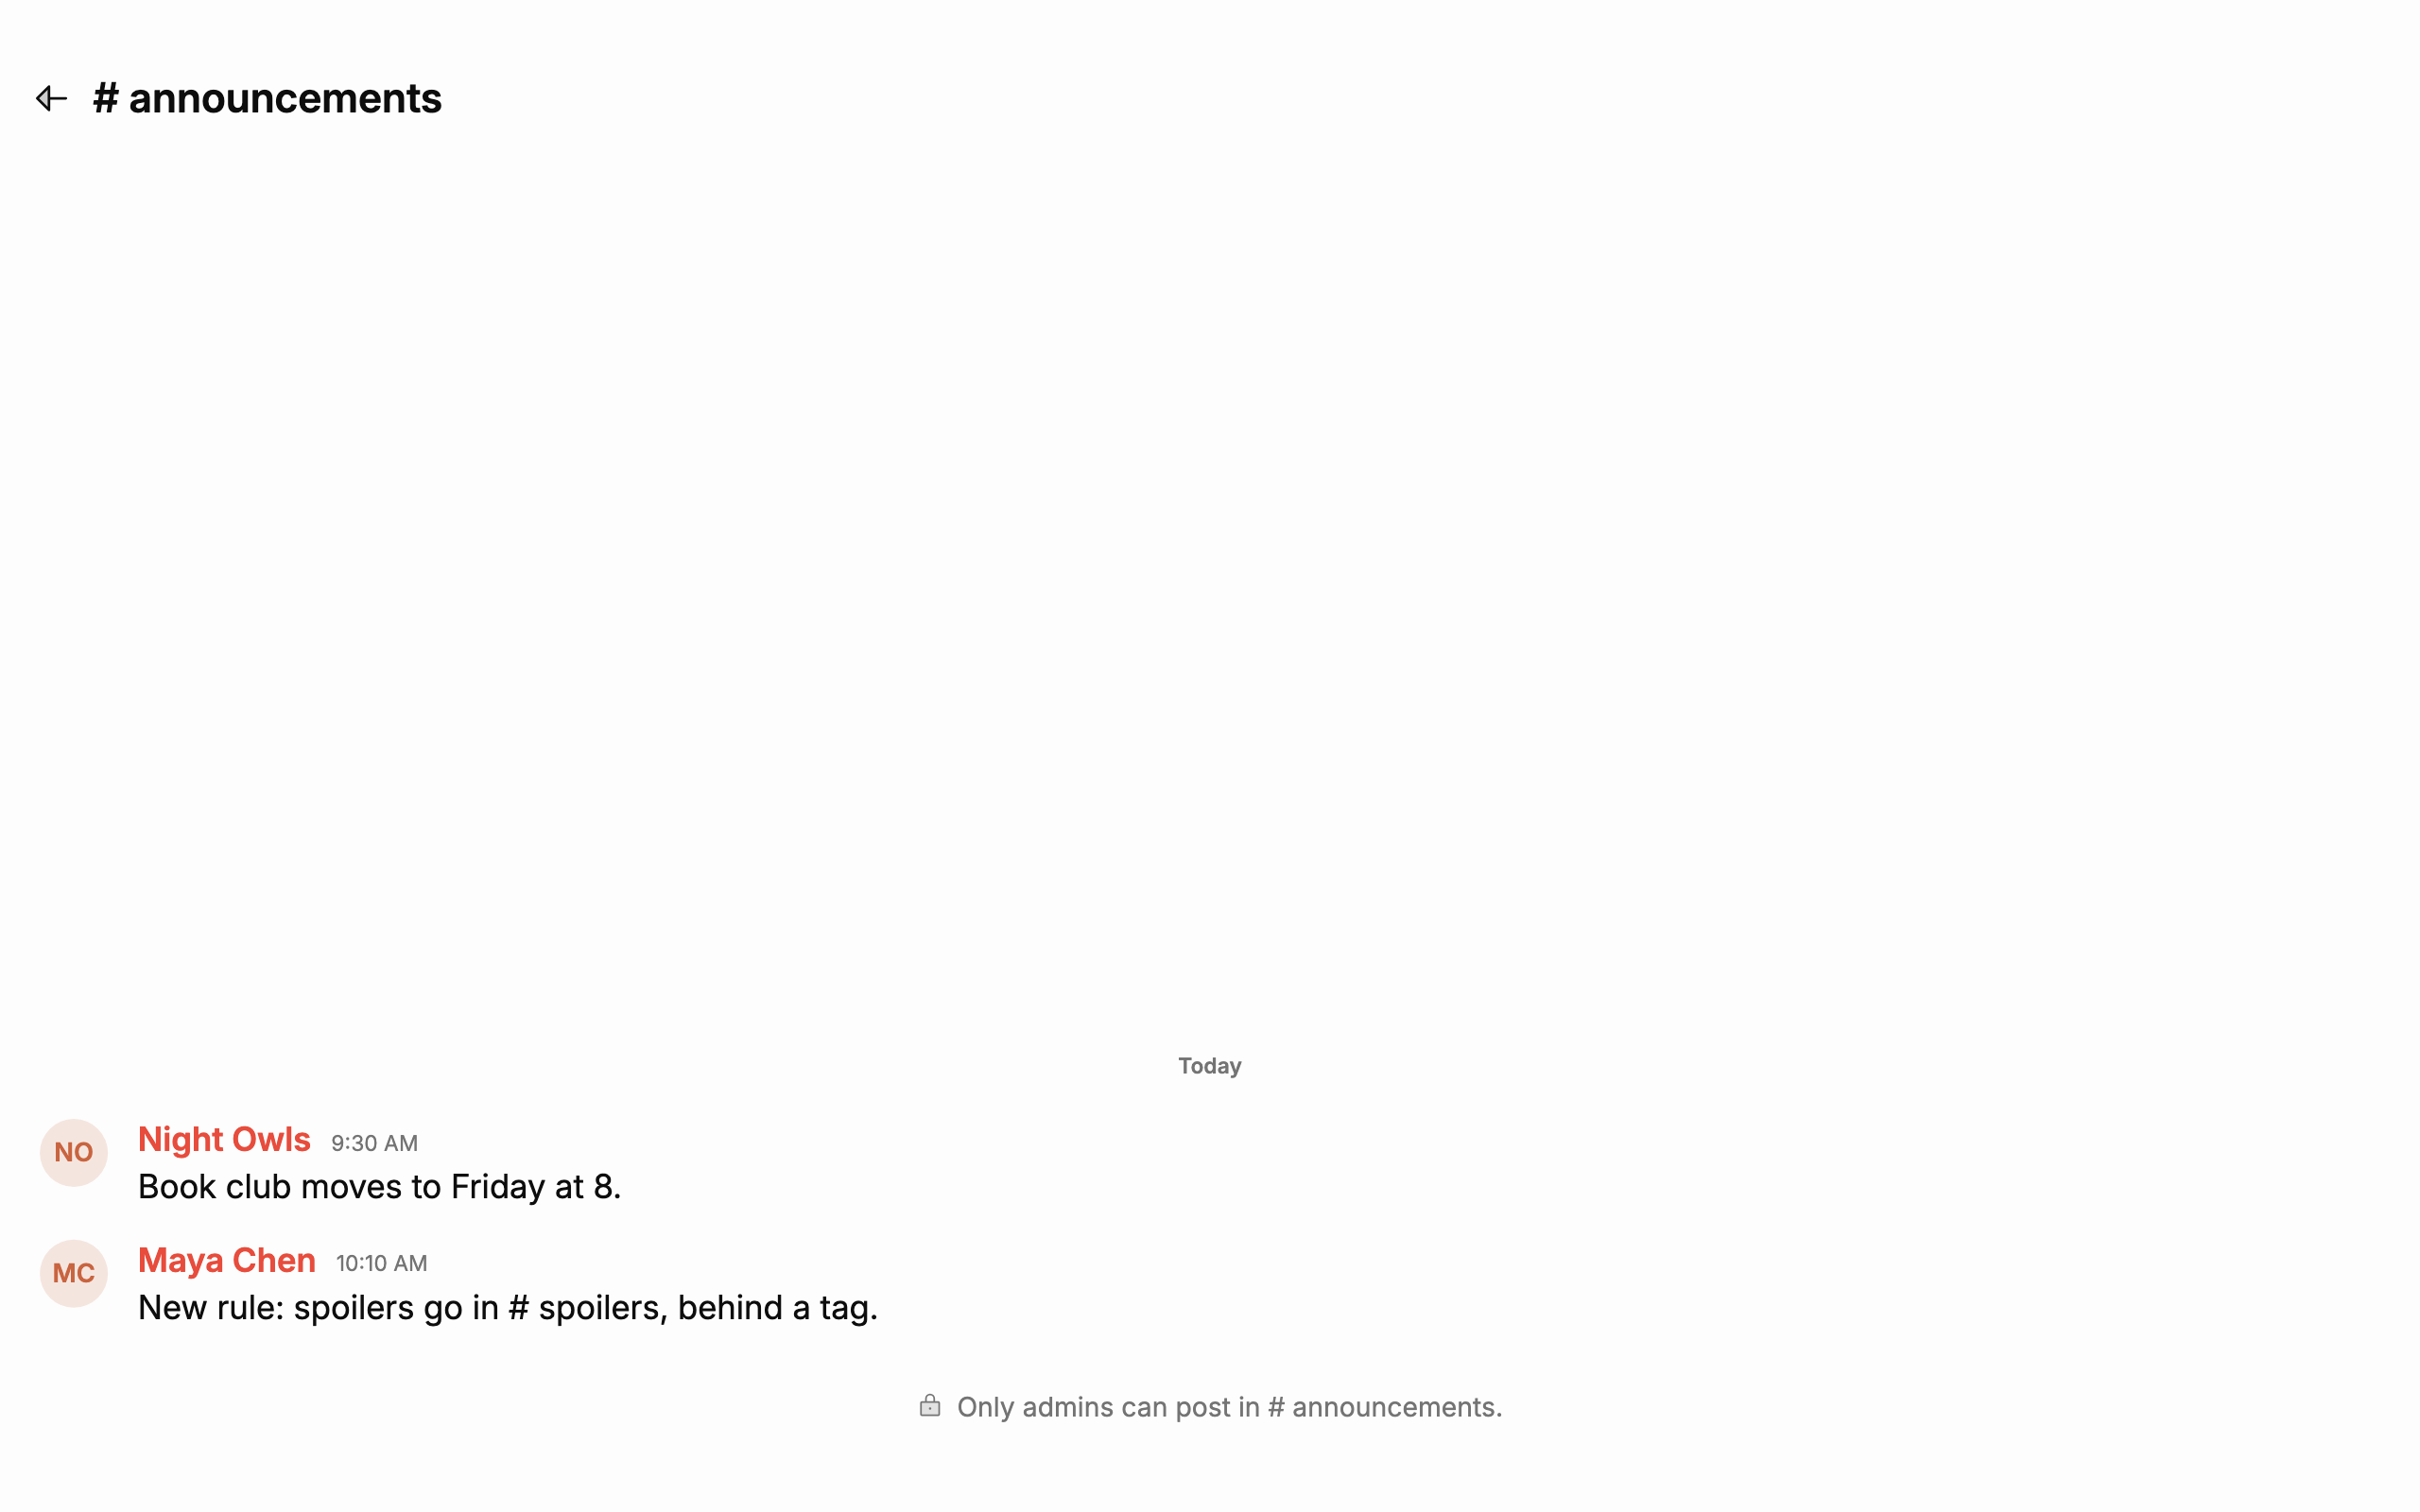 # announcements
Today
NO
Night Owls 9:30 AM
Book club moves to Friday at 8.
MC
Maya Chen 10:10 AM
New rule: spoilers go in # spoilers, behind a tag.
Only admins can post in # announcements.